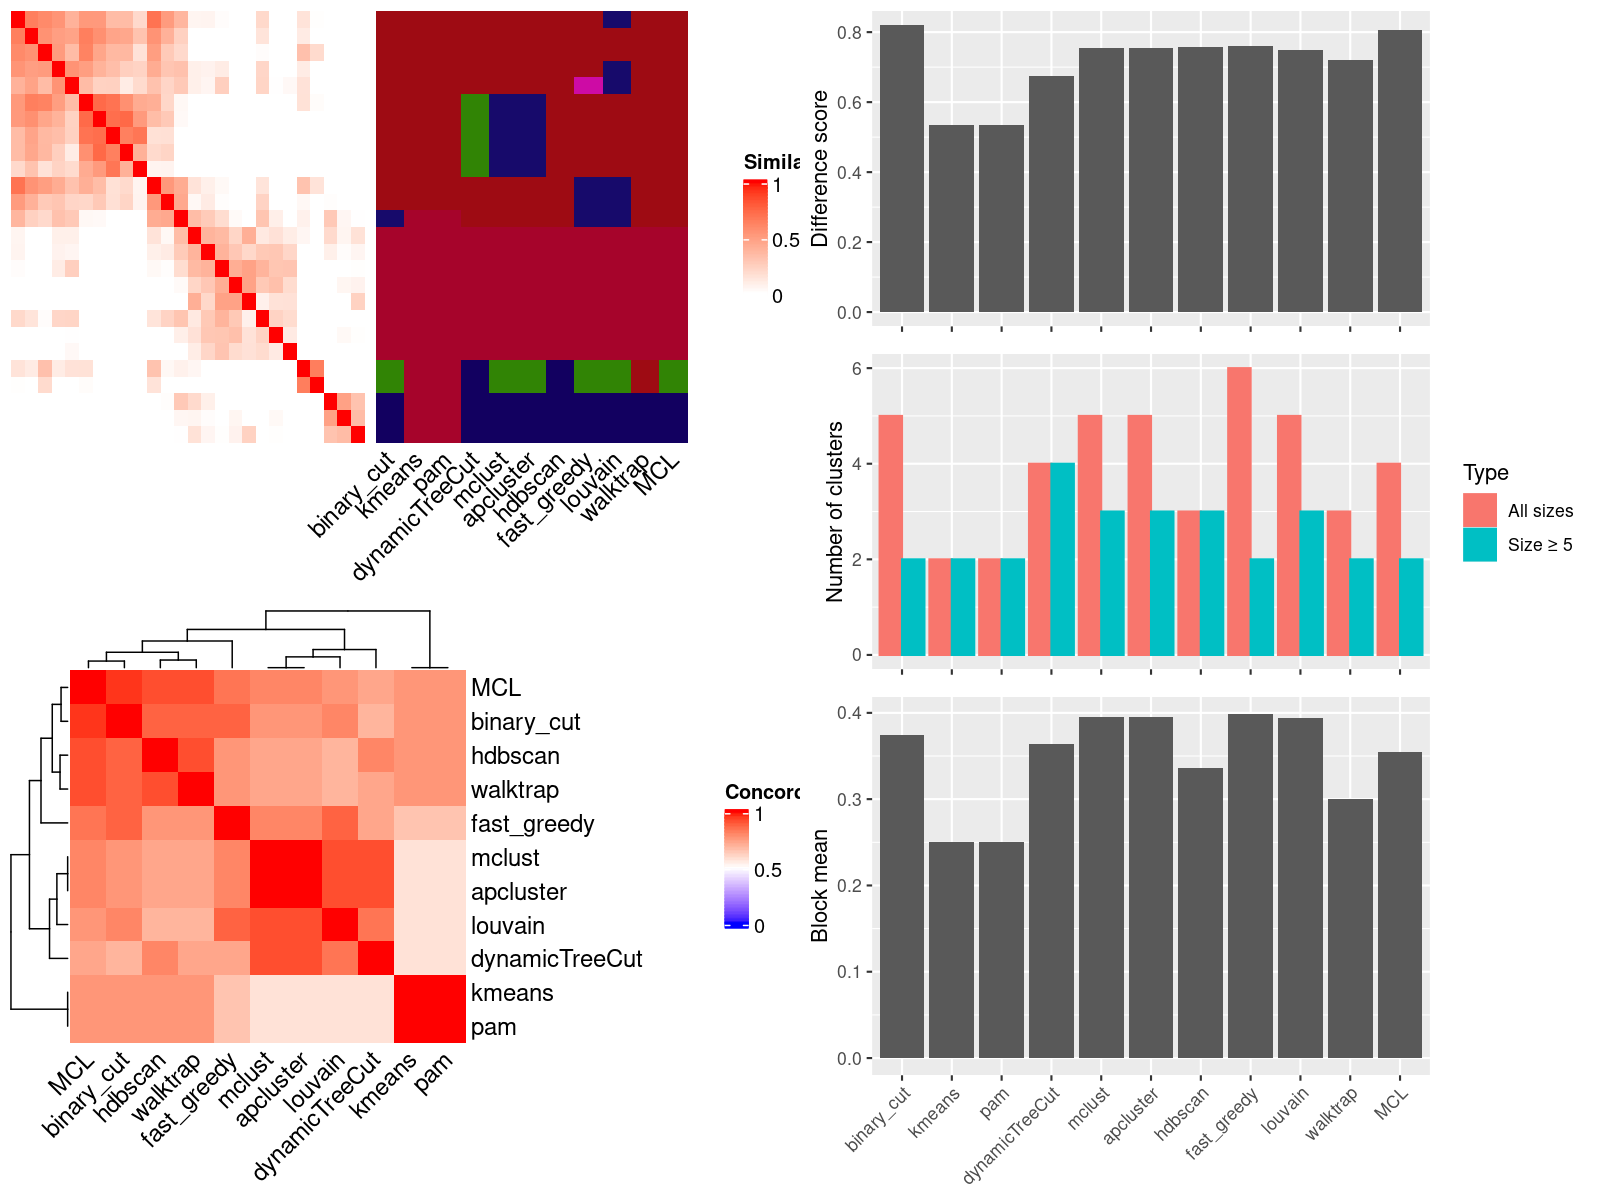 Simila
1
0.5
0
binary_cut
kmeans
pam
dynamicTreeCut
mclust
apcluster
hdbscan
fast_greedy
louvain
walktrap
MCL
MCL
binary_cut
hdbscan
walktrap
fast_greedy
mclust
apcluster
louvain
dynamicTreeCut
kmeans
pam
Concord
1
0.5
0
MCL
binary_cut
hdbscan
walktrap
fast_greedy
mclust
apcluster
louvain
dynamicTreeCut
kmeans
pam
Difference score
0.8
0.6
0.4
0.2
0.0
Number of clusters
6
4
2
0
Type
All sizes
Size ≥ 5
Block mean
0.4
0.3
0.2
0.1
0.0
binary_cut
kmeans
pam
dynamicTreeCut
mclust
apcluster
hdbscan
fast_greedy
louvain
walktrap
MCL